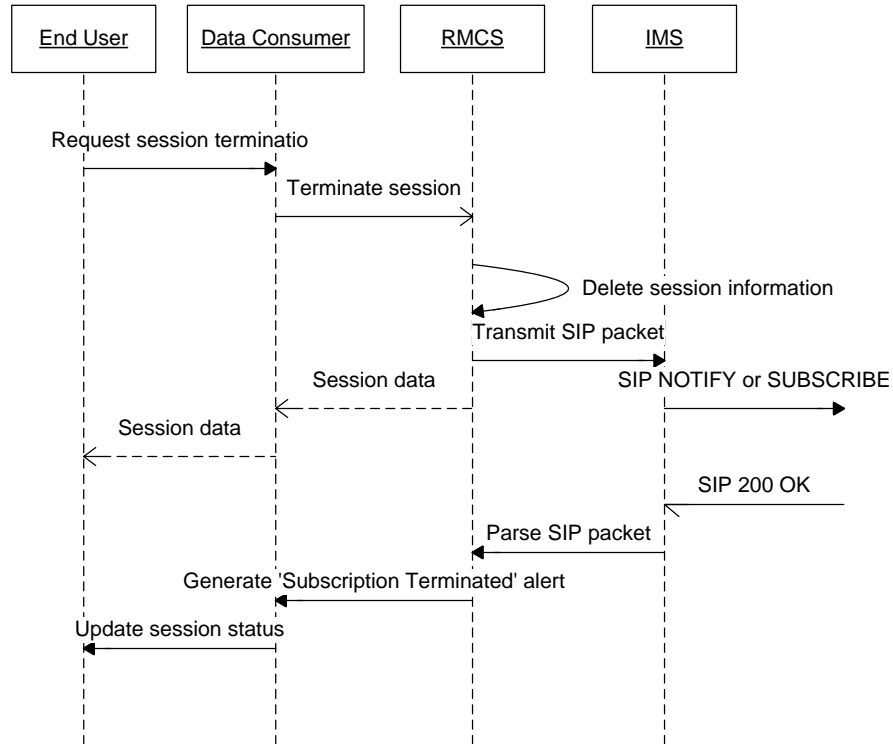 End User
Data Consumer
RMCS
IMS
Request session terminatio
Terminate session
Delete session information
Transmit SIP packet
Session data
SIP NOTIFY or SUBSCRIBE
Session data
SIP 200 OK
Parse SIP packet
Generate 'Subscription Terminated' alert
Update session status